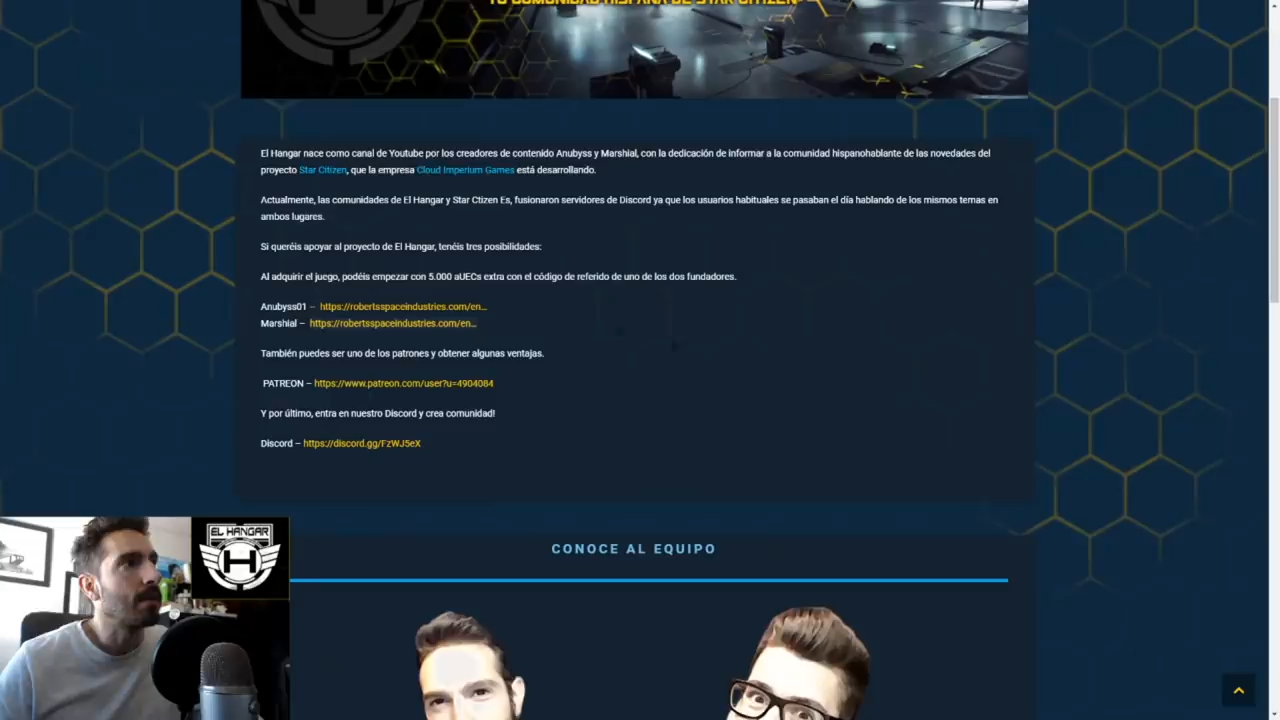 TU COMUNIDAD HISPANA DE STAR CITIZEN
El Hangar nace como canal de Youtube por los creadores de contenido Anubyss y Marshial, con la dedicación de informar a la comunidad hispanohablante de las novedades del
proyecto Star Citizen, que la empresa Cloud Imperium Games está desarrollando.
Actualmente, las comunidades de El Hangar y Star Ctizen Es, fusionaron servidores de Discord ya que los usuarios habituales se pasaban el día hablando de los mismos temas en
ambos lugares.
Si queréis apoyar al proyecto de El Hangar, tenéis tres posibilidades:
Al adquirir el juego, podéis empezar con 5.000 aUECs extra con el código de referido de uno de los dos fundadores.
Anubyss01 – https://robertsspaceindustries.com/en...
Marshial – https://robertsspaceindustries.com/en...
También puedes ser uno de los patrones y obtener algunas ventajas.
PATREON – https://www.patreon.com/user?u=4904084
Y por último, entra en nuestro Discord y crea comunidad!
Discord – https://discord.gg/FzWJ5eX
EL HANGAR
H
CONOCE AL EQUIPO